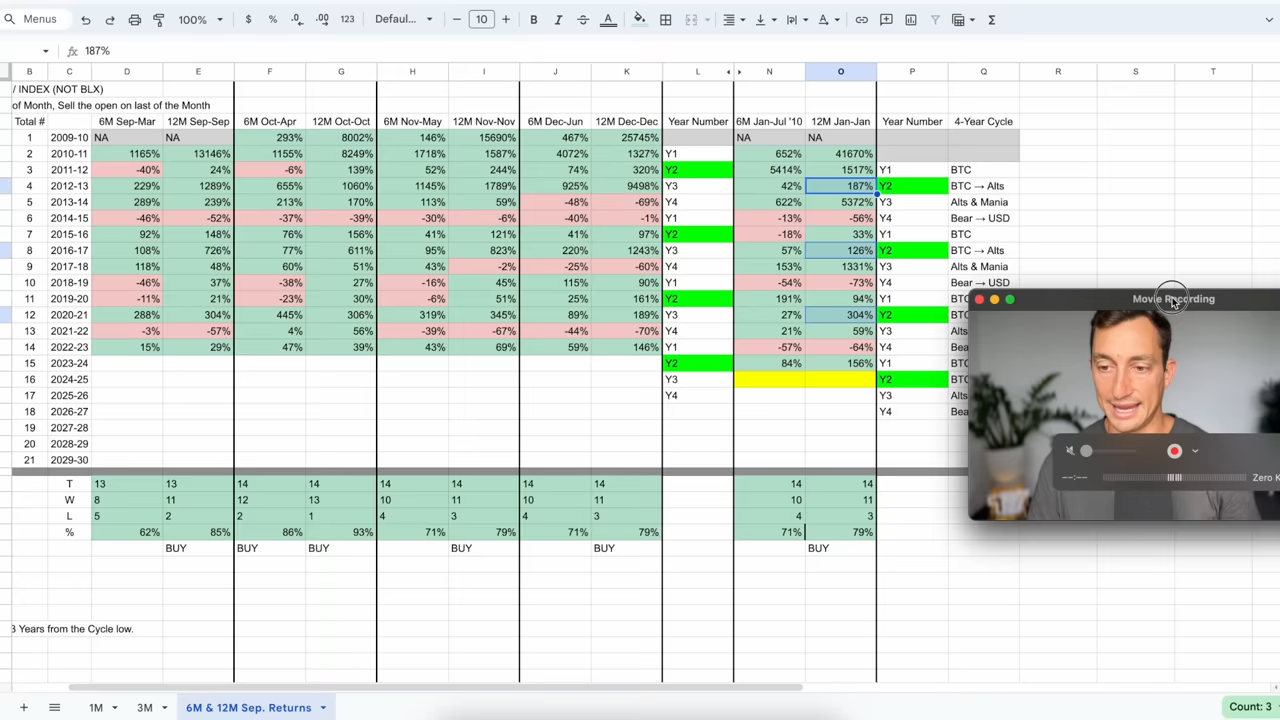 Menus 100% $ % .0 .00 123 Defaul... − 10 + B I S A Σ
fx 187%
B C D E F G H I J K L N O P Q R S T
/ INDEX (NOT BLX)
of Month, Sell the open on last of the Month
Total # 6M Sep-Mar 12M Sep-Sep 6M Oct-Apr 12M Oct-Oct 6M Nov-May 12M Nov-Nov 6M Dec-Jun 12M Dec-Dec Year Number 6M Jan-Jul '10 12M Jan-Jan Year Number 4-Year Cycle
1 2009-10 NA NA 293% 8002% 146% 15690% 467% 25745% NA NA
2 2010-11 1165% 13146% 1155% 8249% 1718% 1587% 4072% 1327% Y1 652% 41670%
3 2011-12 -40% 24% -6% 139% 52% 244% 74% 320% Y2 5414% 1517% Y1 BTC
4 2012-13 229% 1289% 655% 1060% 1145% 1789% 925% 9498% Y3 42% 187% Y2 BTC → Alts
5 2013-14 289% 239% 213% 170% 113% 59% -48% -69% Y4 622% 5372% Y3 Alts & Mania
6 2014-15 -46% -52% -37% -39% -30% -6% -40% -1% Y1 -13% -56% Y4 Bear → USD
7 2015-16 92% 148% 76% 156% 41% 121% 41% 97% Y2 -18% 33% Y1 BTC
8 2016-17 108% 726% 77% 611% 95% 823% 220% 1243% Y3 57% 126% Y2 BTC → Alts
9 2017-18 118% 48% 60% 51% 43% -2% -25% -60% Y4 153% 1331% Y3 Alts & Mania
10 2018-19 -46% 37% -38% 27% -16% 45% 115% 90% Y1 -54% -73% Y4 Bear → USD
11 2019-20 -11% 21% -23% 30% -6% 51% 25% 161% Y2 191% 94% Y1 BTC
12 2020-21 288% 304% 445% 306% 319% 345% 89% 189% Y3 27% 304% Y2 BTC
13 2021-22 -3% -57% 4% 56% -39% -67% -44% -70% Y4 21% 59% Y3 Alts
14 2022-23 15% 29% 47% 39% 43% 69% 59% 146% Y1 -57% -64% Y4 Bea
15 2023-24 Y2 84% 156% Y1 BTC
16 2024-25 Y3 Y2 BTC
17 2025-26 Y4 Y3 Alts
18 2026-27 Y4 Bea
19 2027-28
20 2028-29
21 2029-30
T 13 13 14 14 14 14 14 14 14 14
W 8 11 12 13 10 11 10 11 10 11
L 5 2 2 1 4 3 4 3 4 3
% 62% 85% 86% 93% 71% 79% 71% 79% 71% 79%
BUY BUY BUY BUY BUY BUY
3 Years from the Cycle low.
Movie Recording
--:-- Zero K
+ 1M 3M 6M & 12M Sep. Returns Count: 3